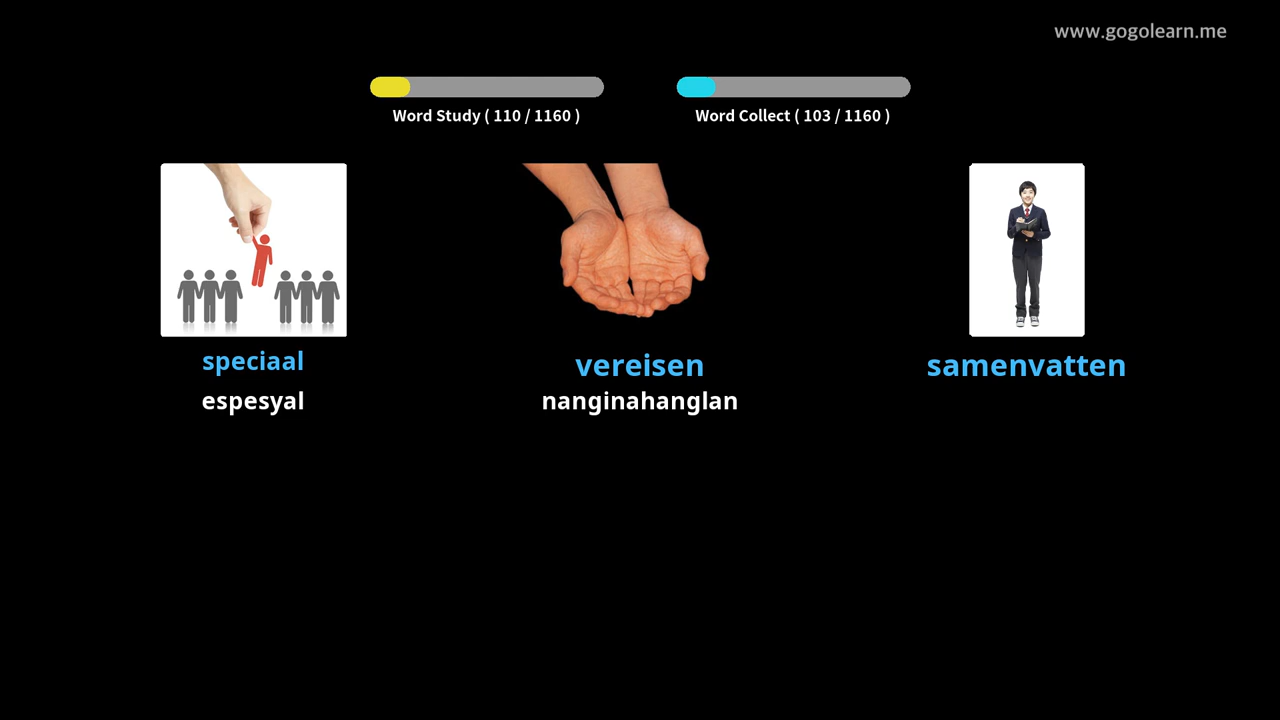 www.gogolearn.me
Word Study ( 110 / 1160 )
Word Collect ( 103 / 1160 )
speciaal
espesyal
vereisen
nanginahanglan
samenvatten